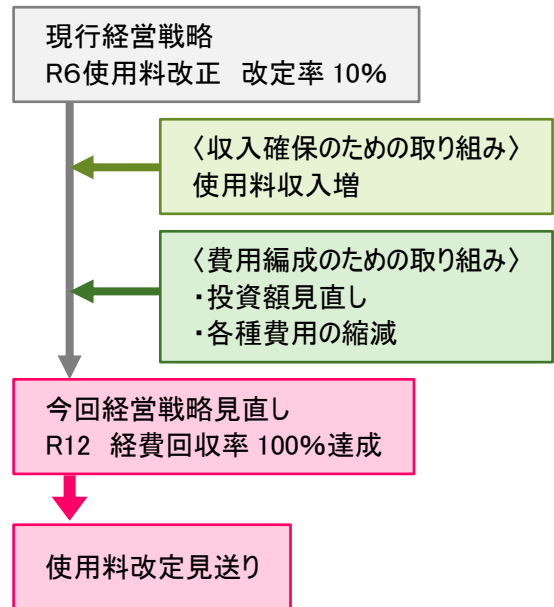 現行経営戦略
R6使用料改正　改定率 10%
〈収入確保のための取り組み〉
使用料収入増
〈費用編成のための取り組み〉
・投資額見直し
・各種費用の縮減
今回経営戦略見直し
R12　経費回収率 100%達成
使用料改定見送り